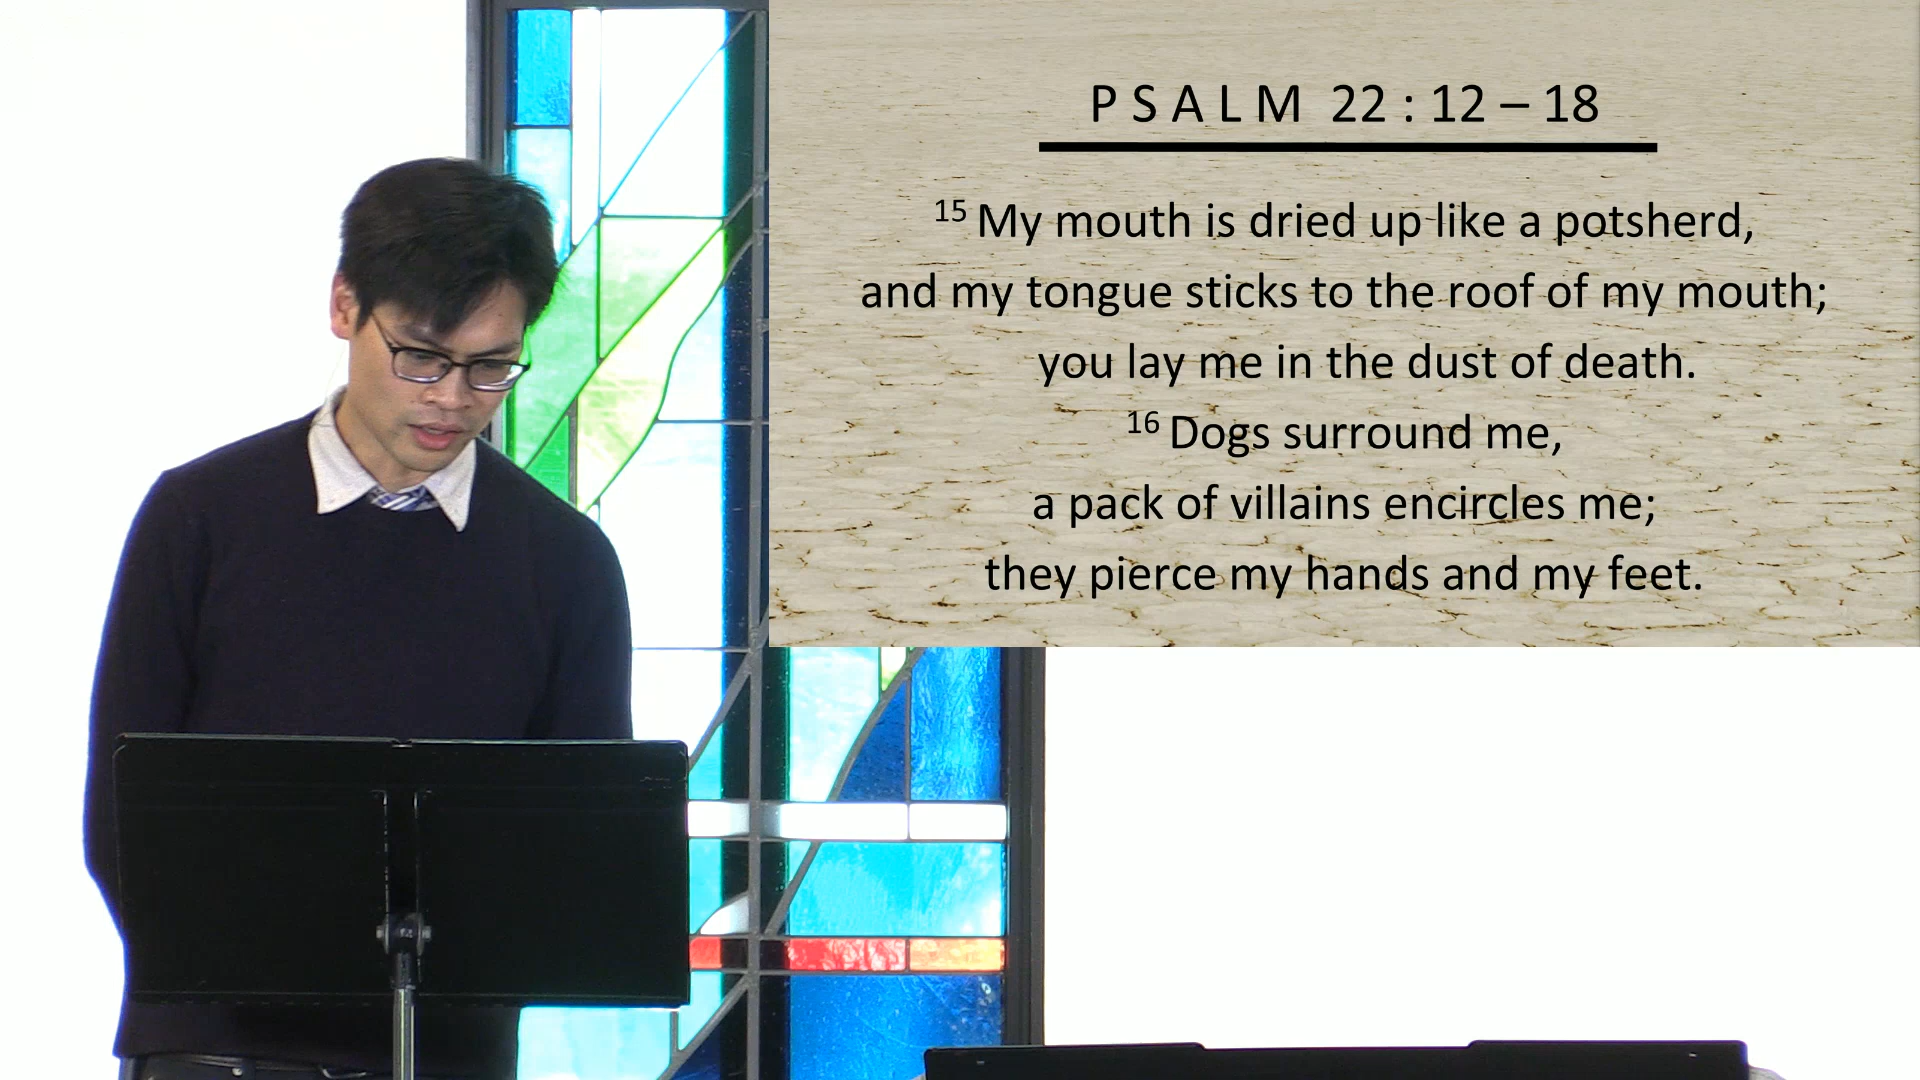 PSALM 22:12–18
15 My mouth is dried up like a potsherd,
and my tongue sticks to the roof of my mouth;
you lay me in the dust of death.
16 Dogs surround me,
a pack of villains encircles me;
they pierce my hands and my feet.